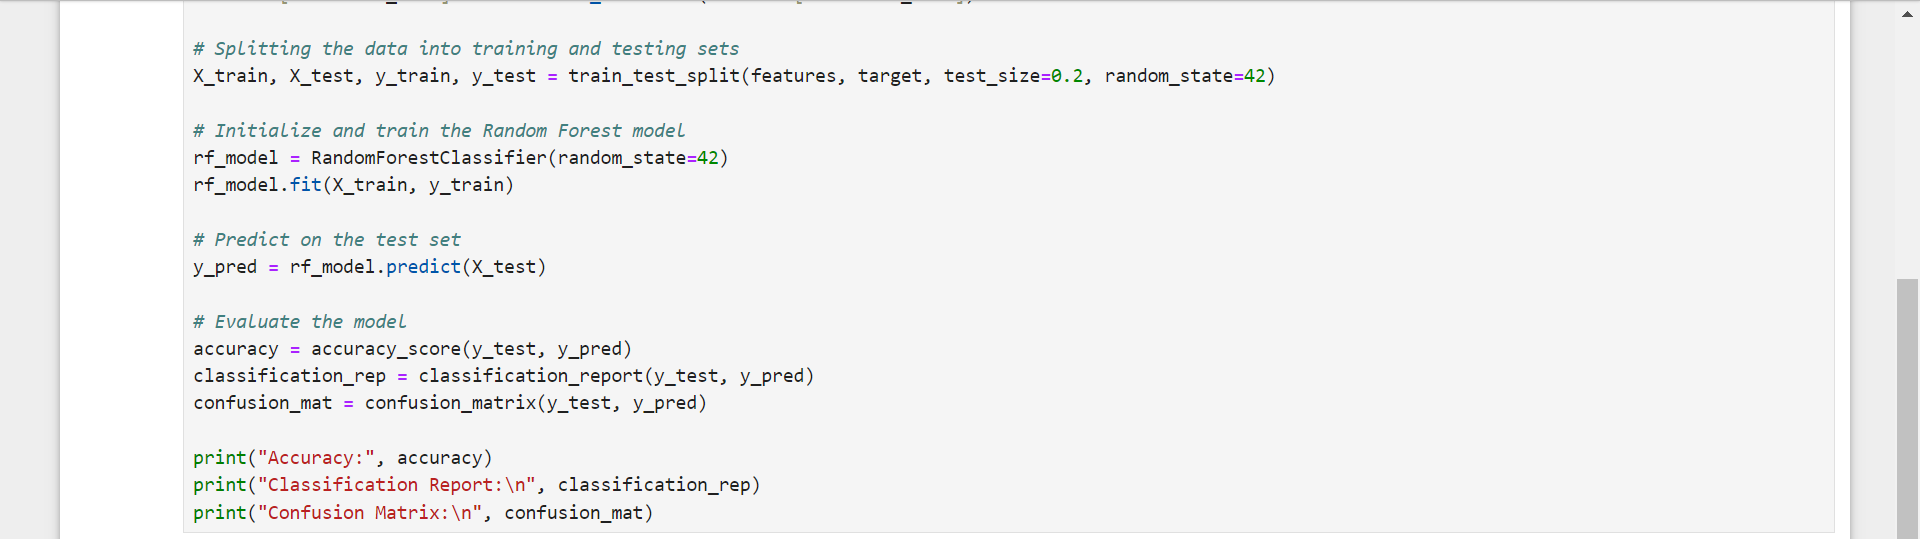 # Splitting the data into training and testing sets
X_train, X_test, y_train, y_test = train_test_split(features, target, test_size=0.2, random_state=42)
# Initialize and train the Random Forest model
rf_model = RandomForestClassifier(random_state=42)
rf_model.fit(X_train, y_train)
# Predict on the test set
y_pred = rf_model.predict(X_test)
# Evaluate the model
accuracy = accuracy_score(y_test, y_pred)
classification_rep = classification_report(y_test, y_pred)
confusion_mat = confusion_matrix(y_test, y_pred)
print("Accuracy:", accuracy)
print("Classification Report:\n", classification_rep)
print("Confusion Matrix:\n", confusion_mat)